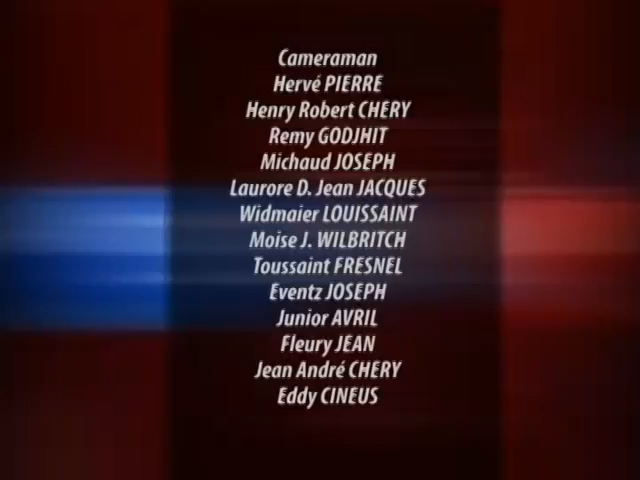 Cameraman
Hervé PIERRE
Henry Robert CHERY
Remy GODJHIT
Michaud JOSEPH
Laurore D. Jean JACQUES
Widmaier LOUISSAINT
Moise J. WILBRITCH
Toussaint FRESNEL
Eventz JOSEPH
Junior AVRIL
Fleury JEAN
Jean André CHERY
Eddy CINEUS